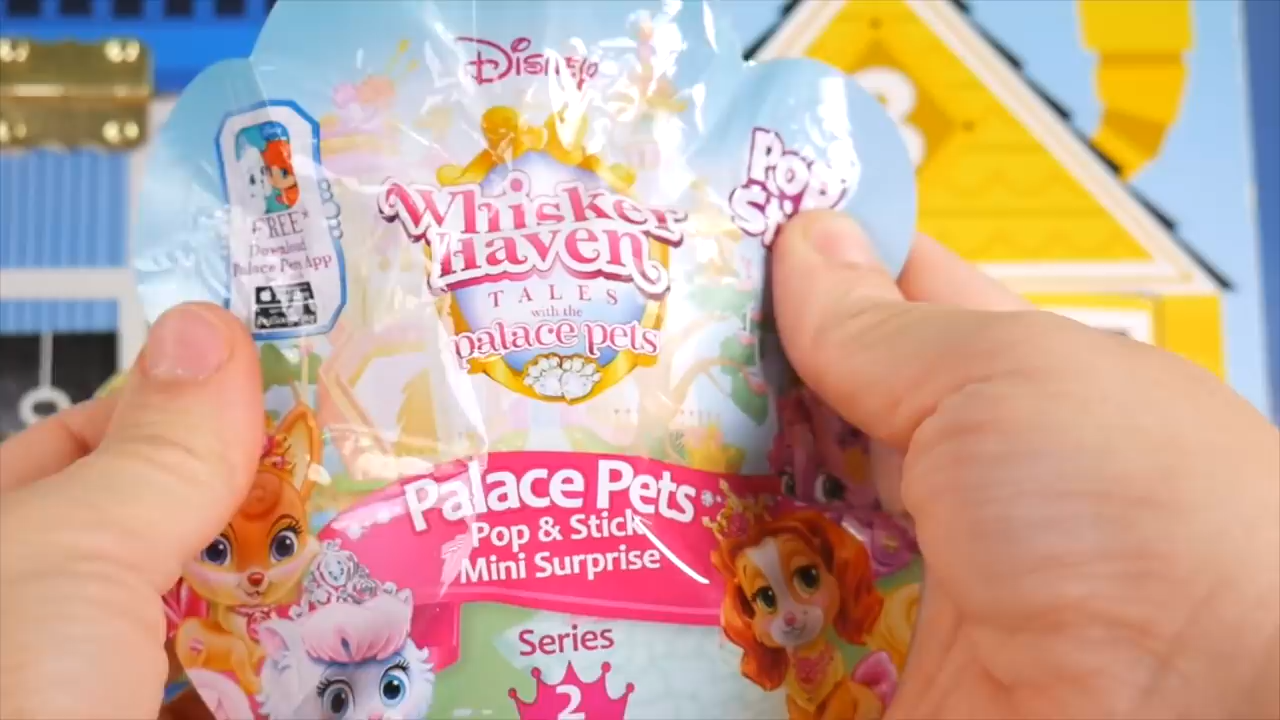 Disney
FREE*
Download
Palace Pets App
Whisker
Haven
TALES
with the
palace pets
Pop
Palace Pets
Pop & Stick
Mini Surprise
Series
2